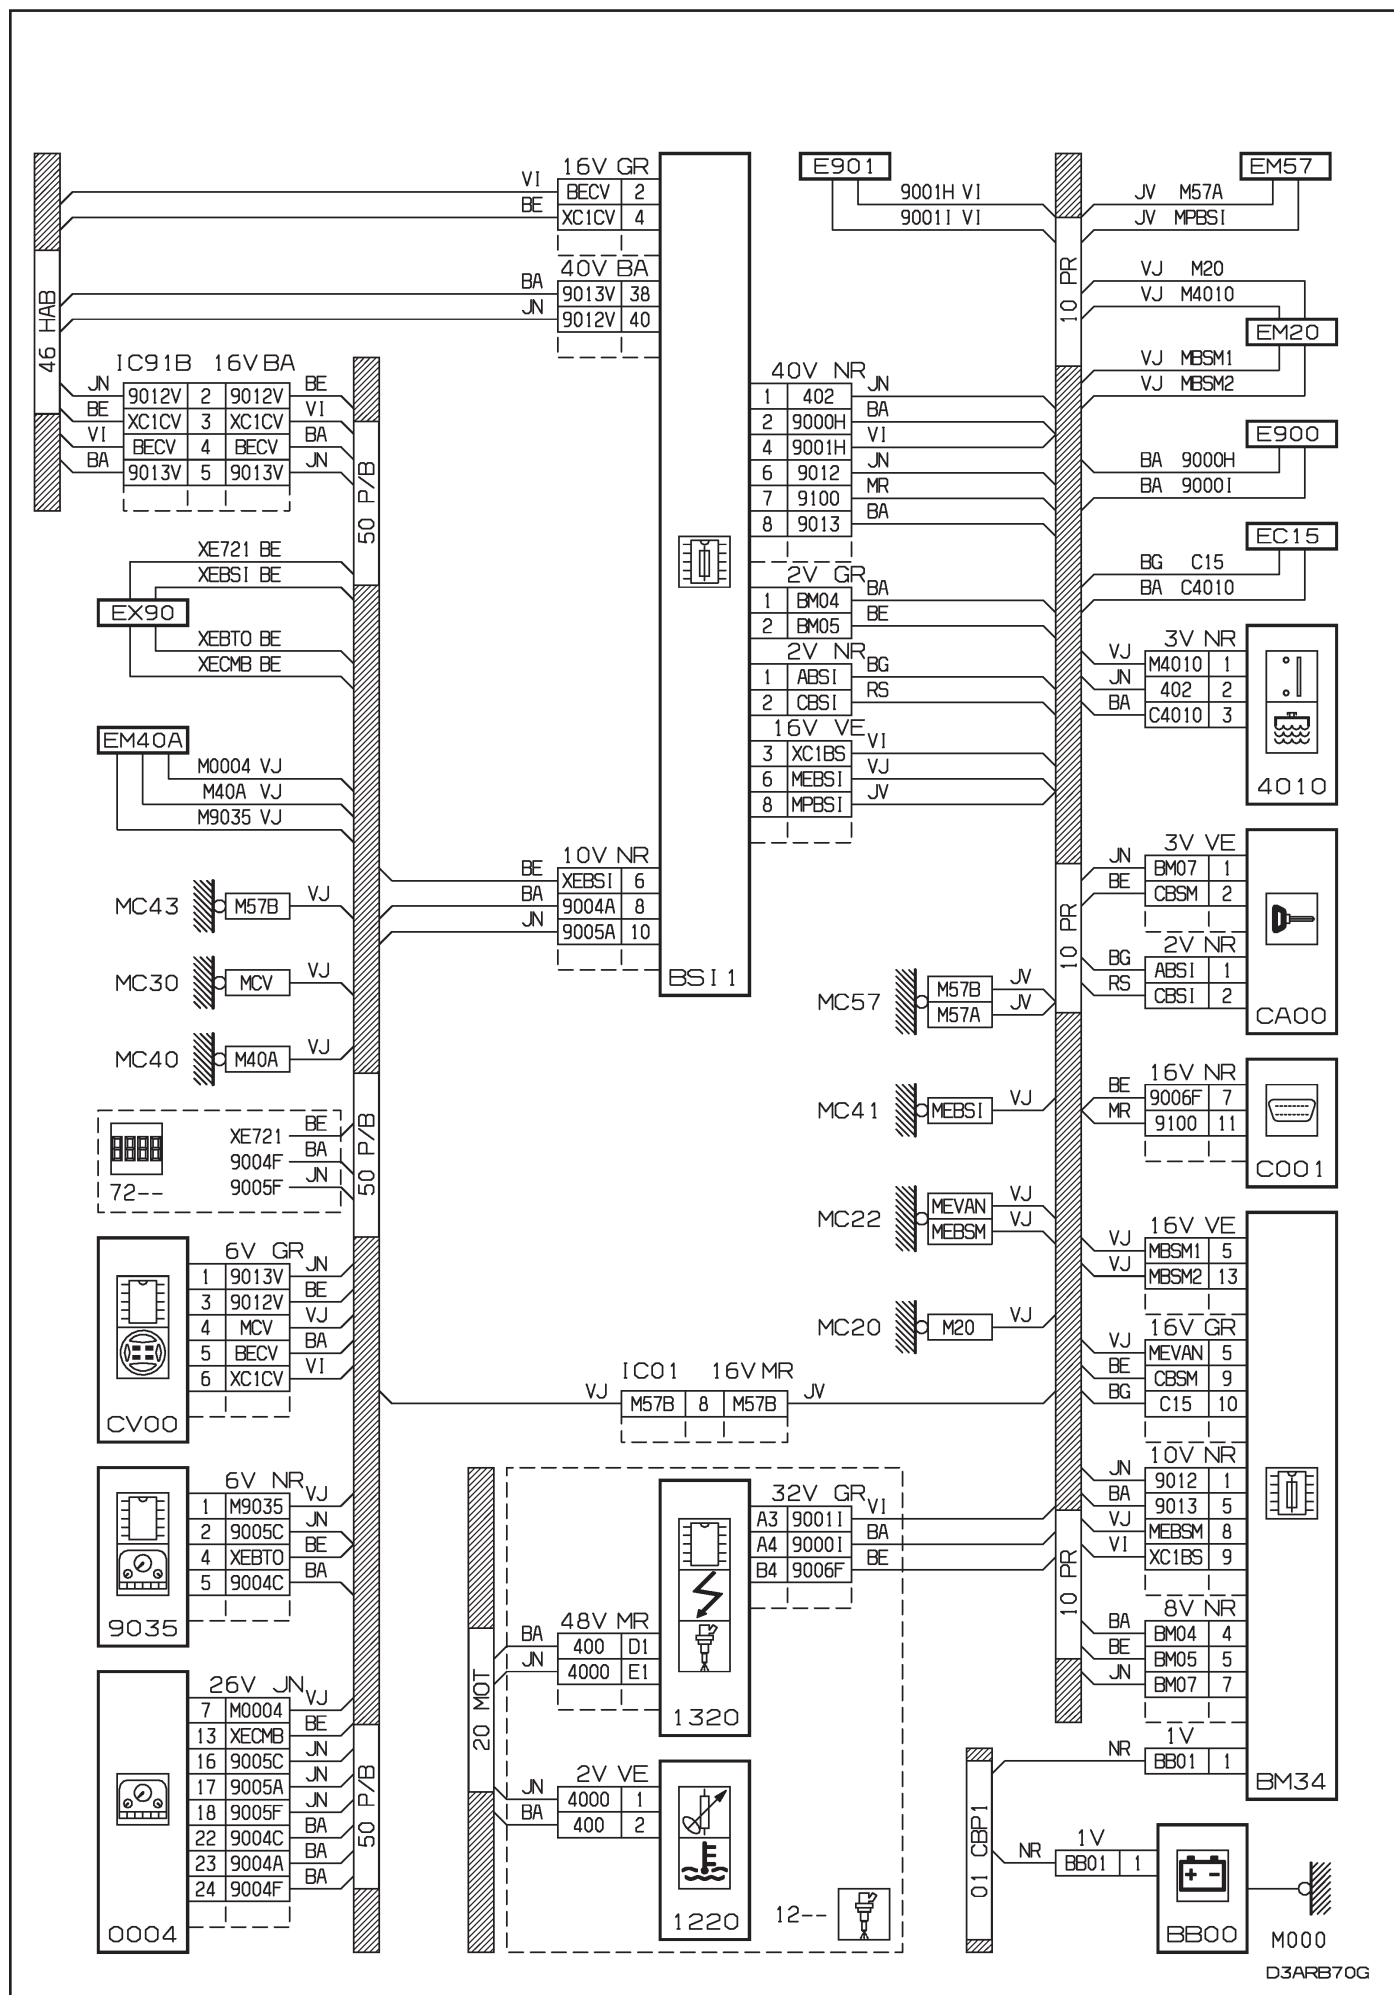 46 HAB
VI
BE
16V GR
BECV 2
XC1CV 4
BA
JN
40V BA
9013V 38
9012V 40
IC91B 16V BA
JN 9012V 2 9012V BE
BE XC1CV 3 XC1CV VI
VI BECV 4 BECV BA
BA 9013V 5 9013V JN
50 P/B
XE721 BE
XEBSI BE
EX90
XEBTO BE
XECMB BE
EM40A
M0004 VJ
M40A VJ
M9035 VJ
MC43 M57B VJ
MC30 MCV VJ
MC40 M40A VJ
50 P/B
72--
XE721 BE
9004F BA
9005F JN
6V GR
1 9013V JN
3 9012V BE
4 MCV VJ
5 BECV BA
6 XC1CV VI
CV00
6V NR
1 M9035 VJ
2 9005C JN
4 XEBTO BE
5 9004C BA
9035
26V JN
7 M0004 VJ
13 XECMB BE
16 9005C JN
17 9005A JN
18 9005F JN
22 9004C BA
23 9004A BA
24 9004F BA
0004
50 P/B
10V NR
BE XEBSI 6
BA 9004A 8
JN 9005A 10
BSI1
40V NR
1 402 JN
2 9000H BA
4 9001H VI
6 9012 JN
7 9100 MR
8 9013 BA
2V GR
1 BM04 BA
2 BM05 BE
2V NR
1 ABSI BG
2 CBSI RS
16V VE
3 XC1BS VI
6 MEBSI VJ
8 MPBSI JV
E901
9001H VI
9001I VI
10 PR
EM57
JV M57A
JV MPBSI
VJ M20
VJ M4010
EM20
VJ MBSM1
VJ MBSM2
E900
BA 9000H
BA 9000I
EC15
BG C15
BA C4010
3V NR
VJ M4010 1
JN 402 2
BA C4010 3
4010
3V VE
JN BM07 1
BE CBSM 2
10 PR
2V NR
BG ABSI 1
RS CBSI 2
CA00
MC57 M57B JV
M57A JV
16V NR
BE 9006F 7
MR 9100 11
C001
MC41 MEBSI VJ
MC22 MEVAN VJ
MEBSM VJ
MC20 M20 VJ
16V VE
VJ MBSM1 5
VJ MBSM2 13
16V GR
VJ MEVAN 5
BE CBSM 9
BG C15 10
10V NR
JN 9012 1
BA 9013 5
VJ MEBSM 8
VI XC1BS 9
8V NR
BA BM04 4
BE BM05 5
JN BM07 7
1V
NR BB01 1
BM34
10 PR
IC01 16V MR
VJ M57B 8 M57B JV
32V GR
A3 9001I VI
A4 9000I BA
B4 9006F BE
48V MR
BA 400 D1
JN 4000 E1
1320
20 MOT
2V VE
JN 4000 1
BA 400 2
1220
12--
01 CBP1
1V
NR BB01 1
BB00
M000
D3ARB70G